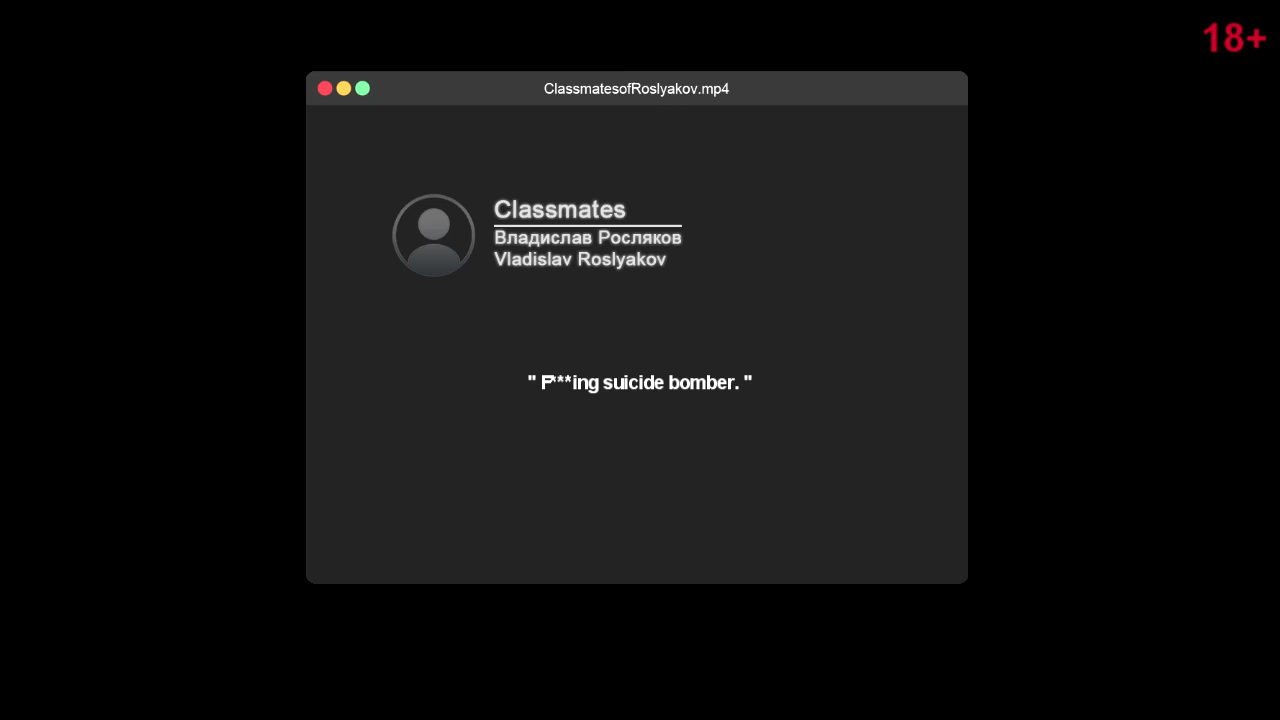 18+
ClassmatesofRoslyakov.mp4
Classmates
Владислав Росляков
Vladislav Roslyakov
" F***ing suicide bomber. "